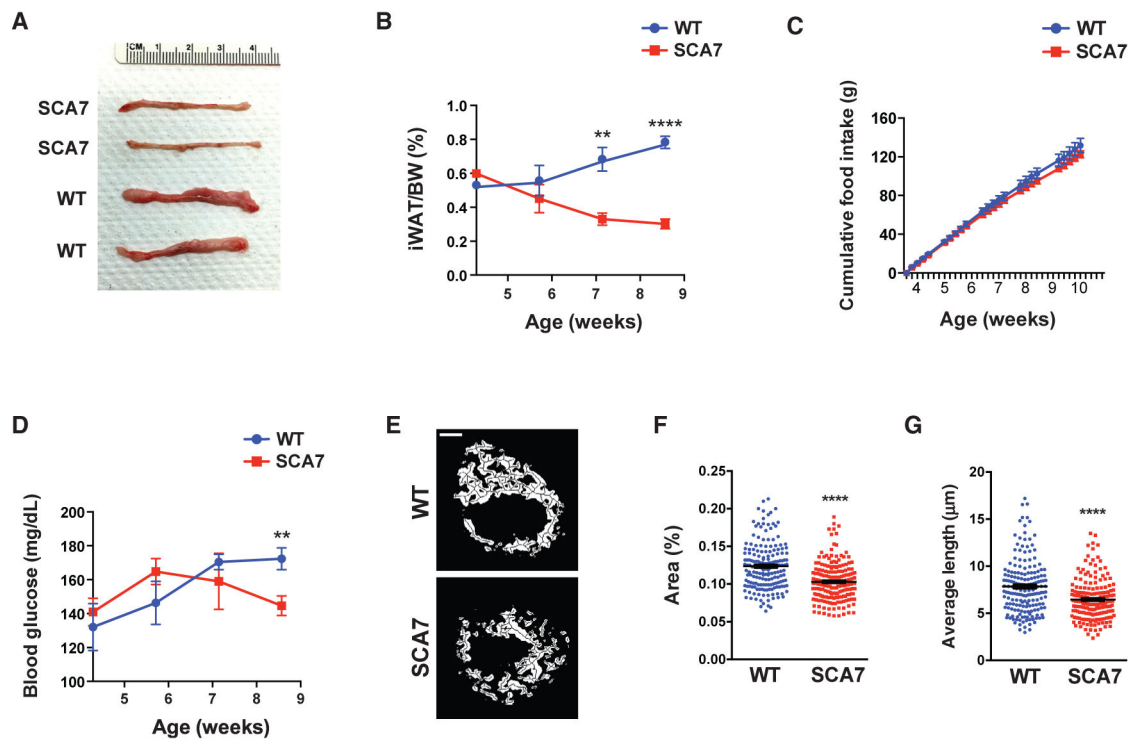 A
CM 1 2 3 4
SCA7
SCA7
WT
WT
B
WT
SCA7
iWAT/BW (%)
1.0
0.8
0.6
0.4
0.2
0.0
**
****
5 6 7 8 9
Age (weeks)
C
WT
SCA7
Cumulative food intake (g)
160
120
80
40
0
4 5 6 7 8 9 10
Age (weeks)
D
WT
SCA7
Blood glucose (mg/dL)
200
180
160
140
120
100
**
5 6 7 8 9
Age (weeks)
E
WT
SCA7
F
Area (%)
0.25
0.20
0.15
0.10
0.05
0.00
****
WT SCA7
G
Average length (μm)
20
15
10
5
0
****
WT SCA7